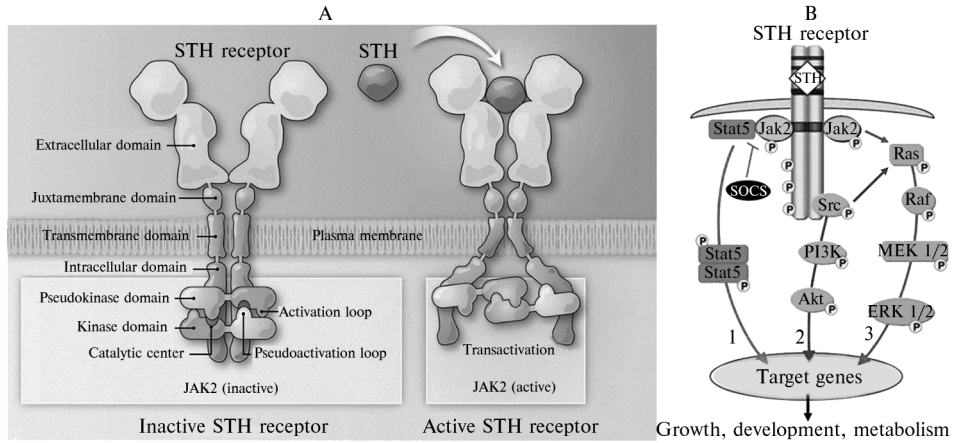 A
STH receptor
STH
Extracellular domain
Juxtamembrane domain
Transmembrane domain
Plasma membrane
Intracellular domain
Pseudokinase domain
Activation loop
Kinase domain
Catalytic center
Pseudoactivation loop
JAK2 (inactive)
Inactive STH receptor
Transactivation
JAK2 (active)
Active STH receptor
B
STH receptor
STH
Stat5
Jak2
Jak2
P
P
Ras
P
SOCS
P
P
P
P
Src
Raf
P
P
Stat5
Stat5
P
PI3K
P
MEK 1/2
P
Akt
P
ERK 1/2
P
1
2
3
Target genes
Growth, development, metabolism